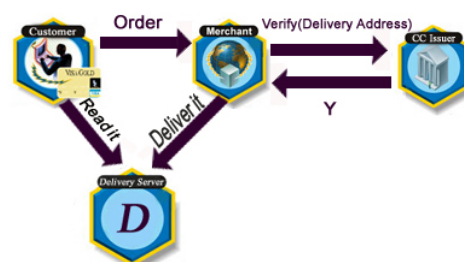 Order
Verify(Delivery Address)
Customer
Merchant
CC Issuer
VISA GOLD
Y
Read it
Deliver it
Delivery Server
D